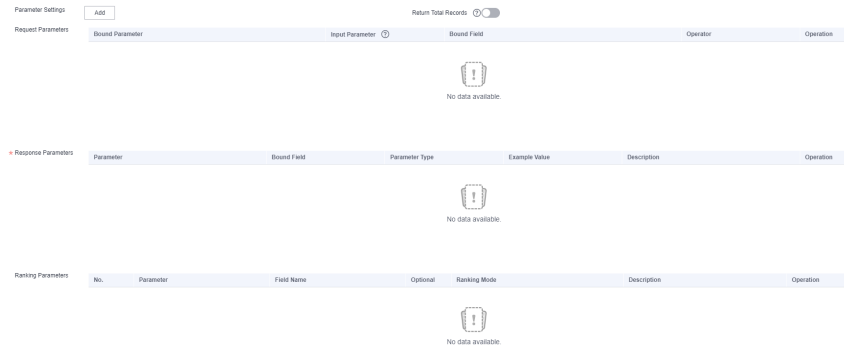 Parameter Settings Add Return Total Records ?
Request Parameters
Bound Parameter Input Parameter ? Bound Field Operator Operation
No data available.
* Response Parameters
Parameter Bound Field Parameter Type Example Value Description Operation
No data available.
Ranking Parameters
No. Parameter Field Name Optional Ranking Mode Description Operation
No data available.